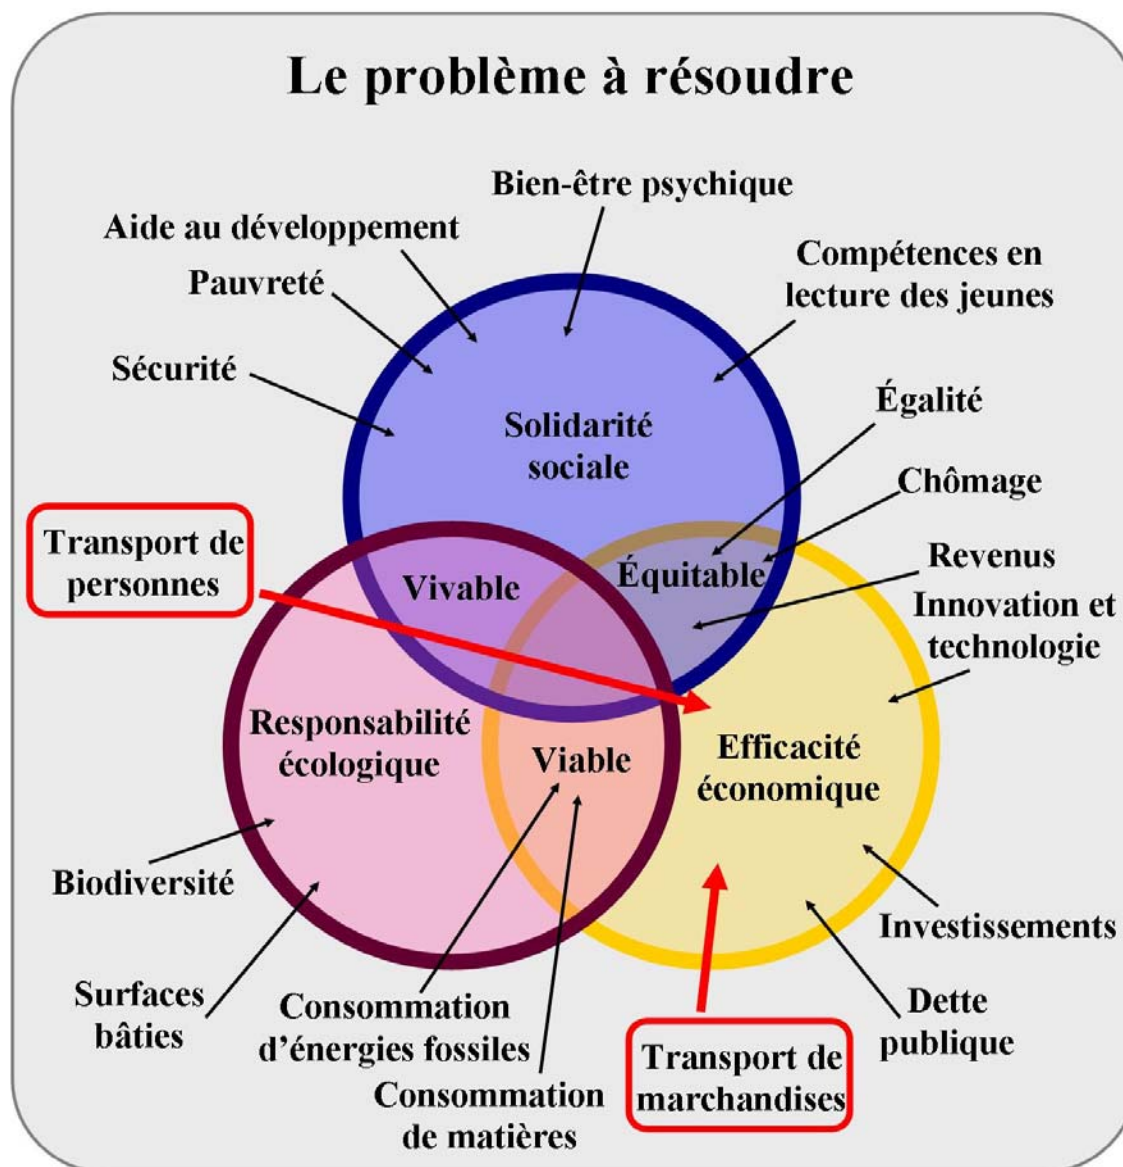 Le problème à résoudre
Bien-être psychique
Aide au développement
Compétences en
lecture des jeunes
Pauvreté
Sécurité
Égalité
Solidarité
sociale
Chômage
Transport de
personnes
Revenus
Vivable
Équitable
Innovation et
technologie
Responsabilité
écologique
Viable
Efficacité
économique
Biodiversité
Investissements
Surfaces
bâties
Consommation
d’énergies fossiles
Dette
publique
Transport de
marchandises
Consommation
de matières